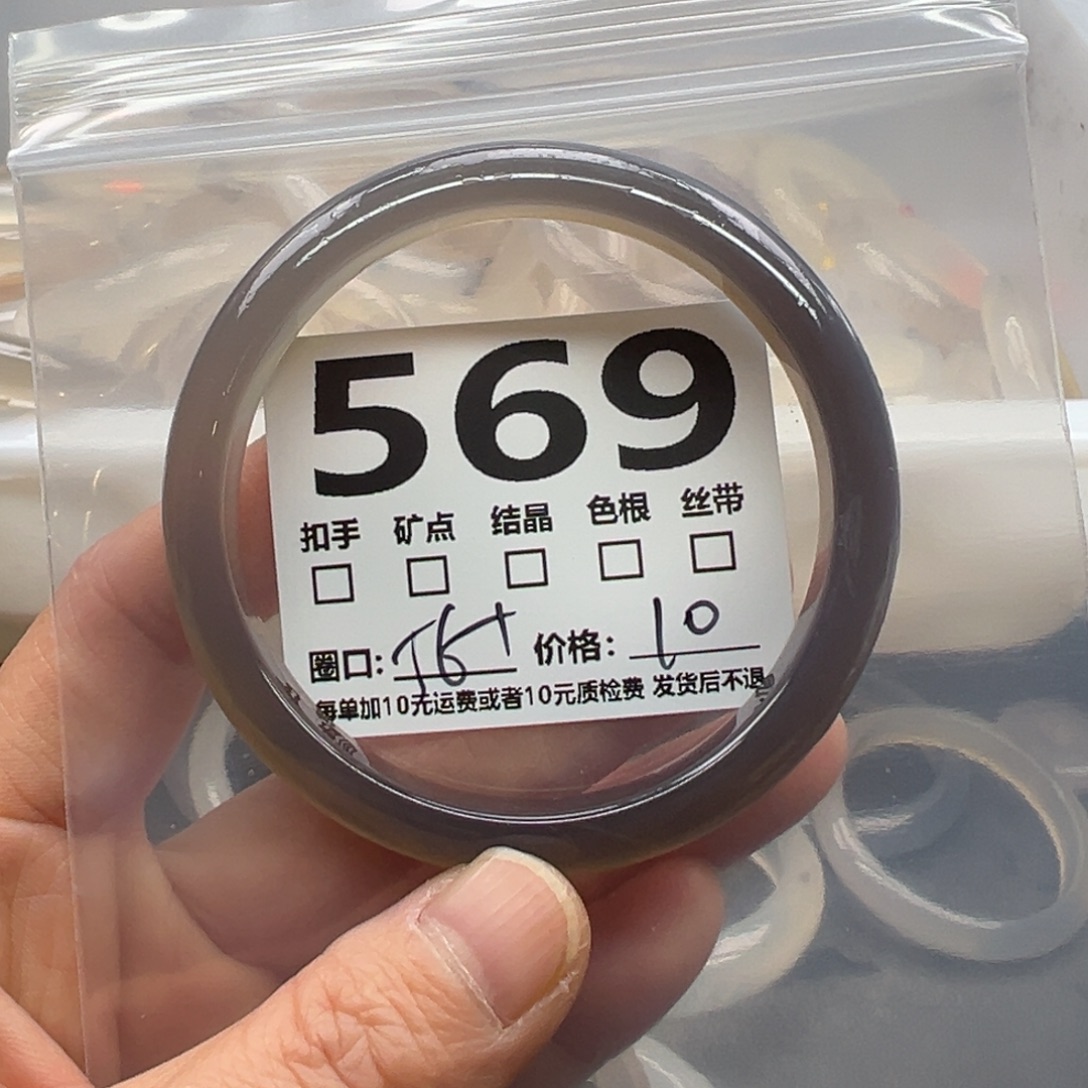 569
扣手 矿点 结晶 色根 丝带
圈口: 56+ 价格: 10
每单加10元运费或者10元质检费 发货后不退